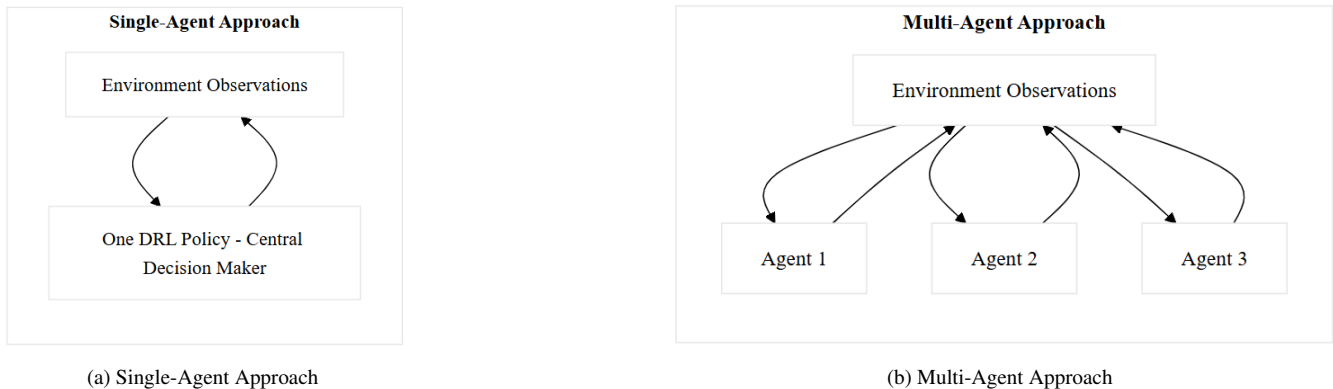 Single-Agent Approach
Environment Observations
One DRL Policy - Central
Decision Maker
(a) Single-Agent Approach
Multi-Agent Approach
Environment Observations
Agent 1
Agent 2
Agent 3
(b) Multi-Agent Approach